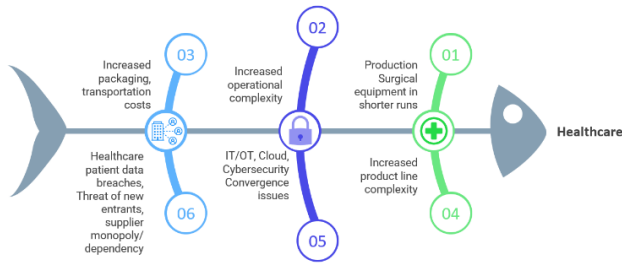 03
Increased
packaging,
transportation
costs
02
Increased
operational
complexity
01
Production
Surgical
equipment in
shorter runs
Healthcare
Healthcare
patient data
breaches,
Threat of new
entrants,
supplier
monopoly/
dependency
06
IT/OT, Cloud,
Cybersecurity
Convergence
issues
05
Increased
product line
complexity
04